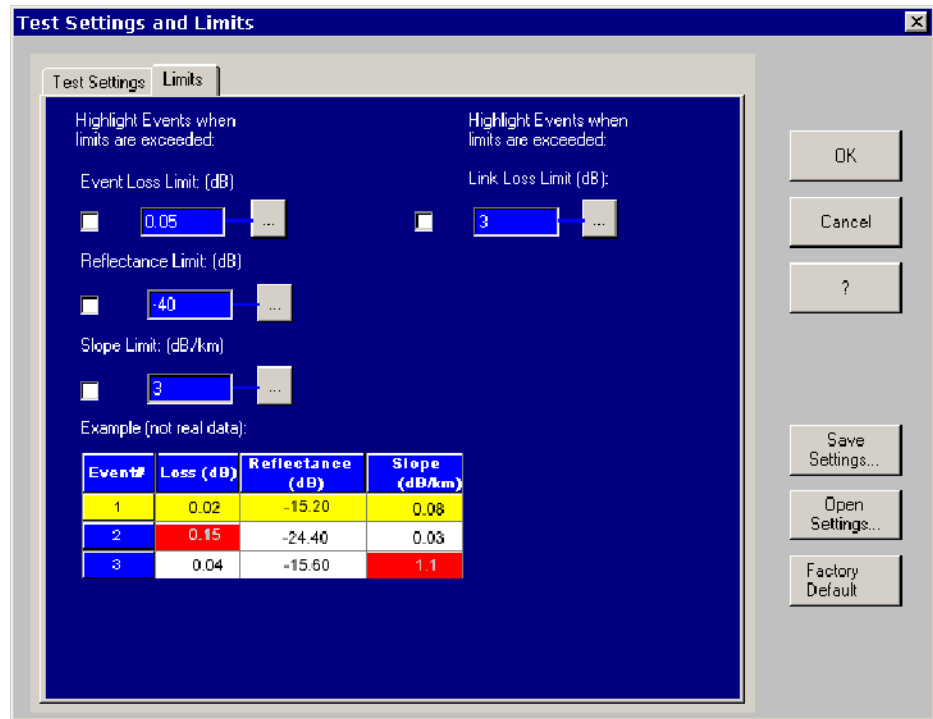 Test Settings and Limits
Test Settings
Limits
Highlight Events when
limits are exceeded:
Event Loss Limit: (dB)
0.05
...
Reflectance Limit: (dB)
-40
...
Slope Limit: (dB/km)
3
...
Highlight Events when
limits are exceeded:
Link Loss Limit (dB):
3
...
Example (not real data):
Event# Loss (dB) Reflectance (dB) Slope (dB/km)
1 0.02 -15.20 0.08
2 0.15 -24.40 0.03
3 0.04 -15.60 1.1
OK
Cancel
?
Save
Settings...
Open
Settings...
Factory
Default